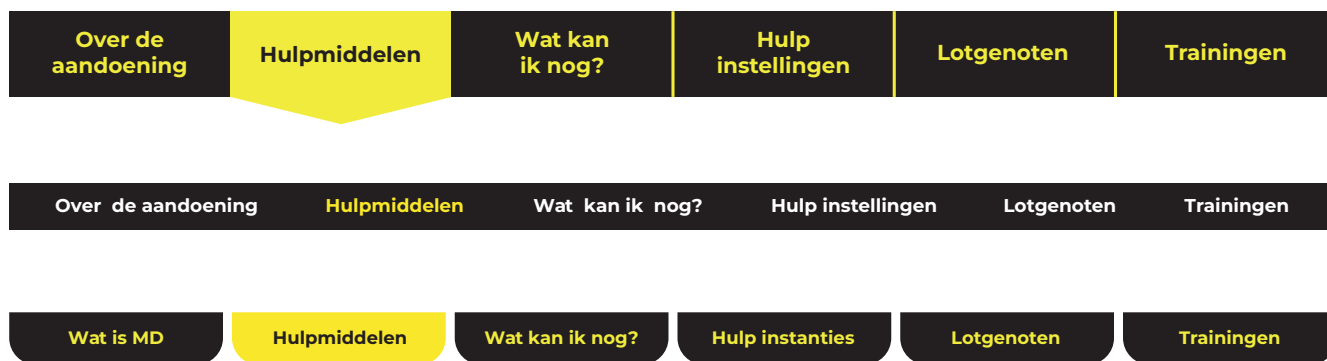 Over de
aandoening
Hulpmiddelen
Wat kan
ik nog?
Hulp
instellingen
Lotgenoten
Trainingen
Over de aandoening Hulpmiddelen Wat kan ik nog? Hulp instellingen Lotgenoten Trainingen
Wat is MD Hulpmiddelen Wat kan ik nog? Hulp instanties Lotgenoten Trainingen